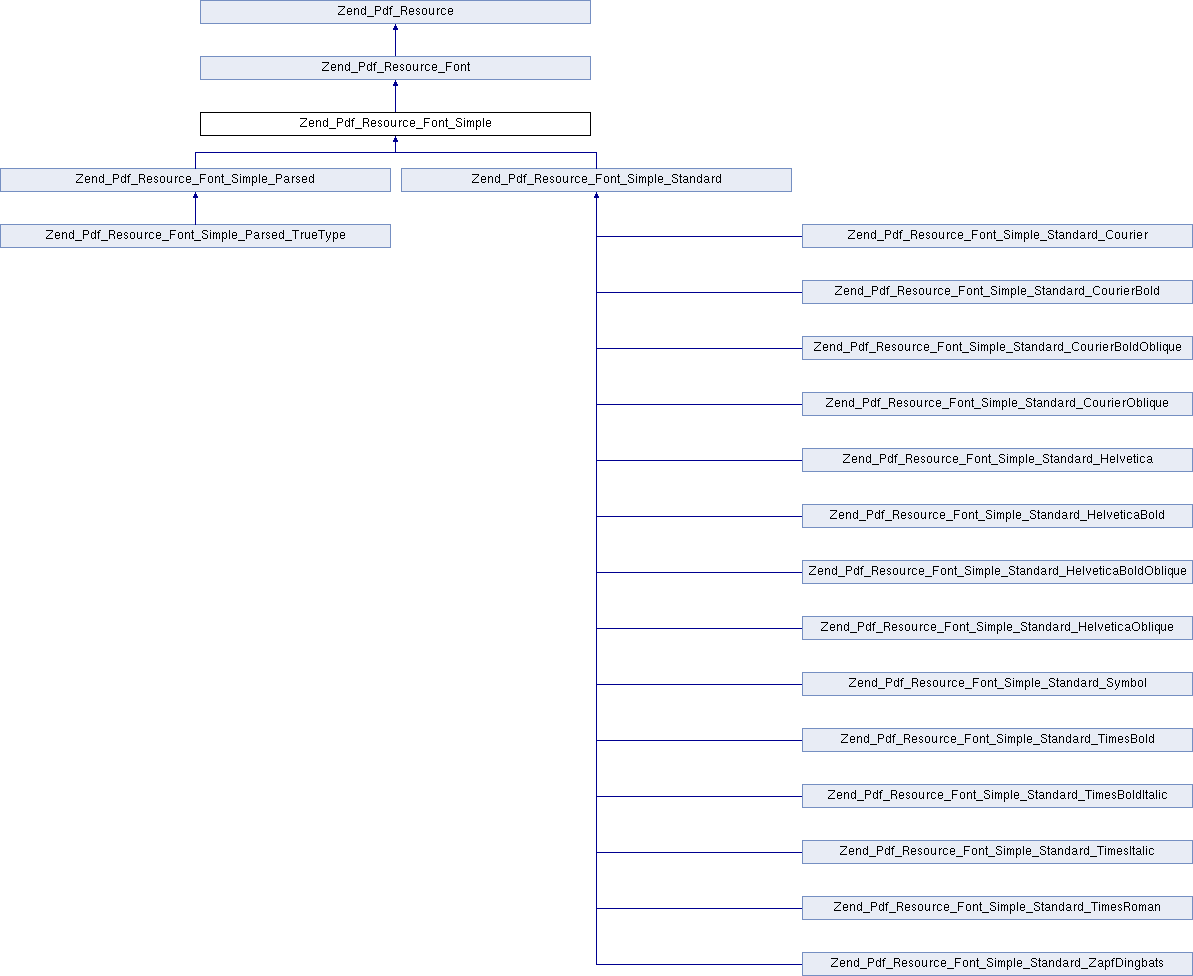 Zend_Pdf_Resource
Zend_Pdf_Resource_Font
Zend_Pdf_Resource_Font_Simple
Zend_Pdf_Resource_Font_Simple_Parsed
Zend_Pdf_Resource_Font_Simple_Standard
Zend_Pdf_Resource_Font_Simple_Parsed_TrueType
Zend_Pdf_Resource_Font_Simple_Standard_Courier
Zend_Pdf_Resource_Font_Simple_Standard_CourierBold
Zend_Pdf_Resource_Font_Simple_Standard_CourierBoldOblique
Zend_Pdf_Resource_Font_Simple_Standard_CourierOblique
Zend_Pdf_Resource_Font_Simple_Standard_Helvetica
Zend_Pdf_Resource_Font_Simple_Standard_HelveticaBold
Zend_Pdf_Resource_Font_Simple_Standard_HelveticaBoldOblique
Zend_Pdf_Resource_Font_Simple_Standard_HelveticaOblique
Zend_Pdf_Resource_Font_Simple_Standard_Symbol
Zend_Pdf_Resource_Font_Simple_Standard_TimesBold
Zend_Pdf_Resource_Font_Simple_Standard_TimesBoldItalic
Zend_Pdf_Resource_Font_Simple_Standard_TimesItalic
Zend_Pdf_Resource_Font_Simple_Standard_TimesRoman
Zend_Pdf_Resource_Font_Simple_Standard_ZapfDingbats